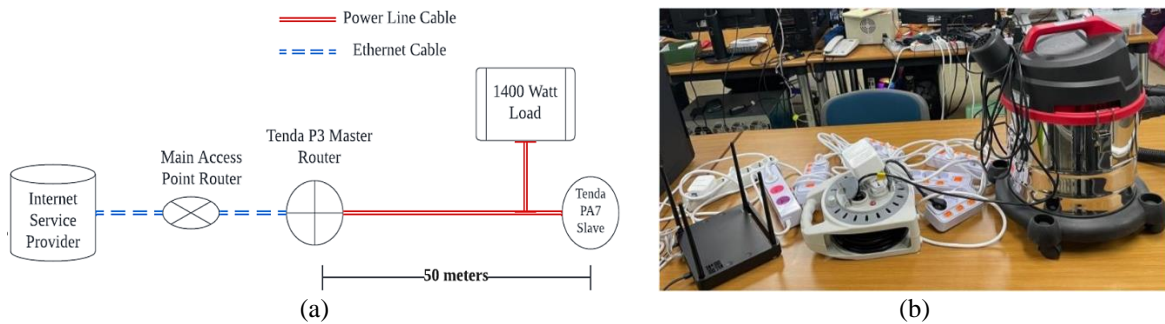 Power Line Cable
Ethernet Cable
1400 Watt
Load
Tenda P3 Master
Router
Main Access
Point Router
Internet
Service
Provider
Tenda
PA7
Slave
50 meters
(a)
(b)